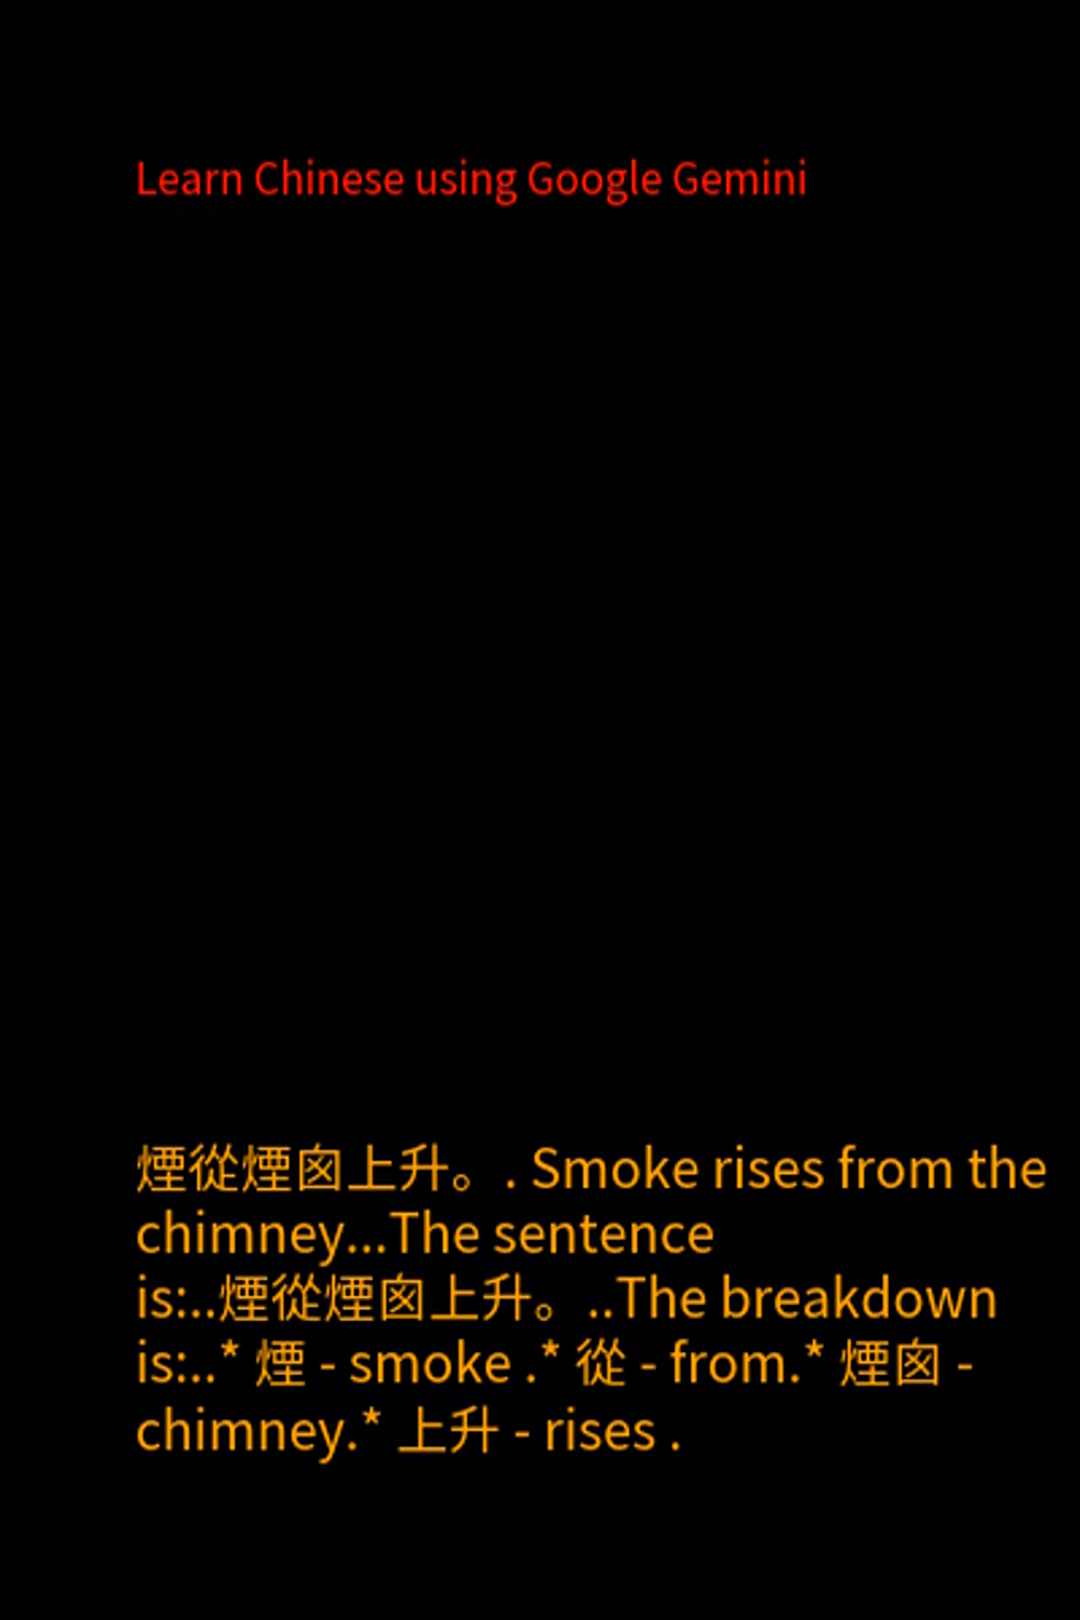 Learn Chinese using Google Gemini
煙從煙囪上升。. Smoke rises from the
chimney...The sentence
is:..煙從煙囪上升。..The breakdown
is:..* 煙 - smoke .* 從 - from.* 煙囪 -
chimney.* 上升 - rises .